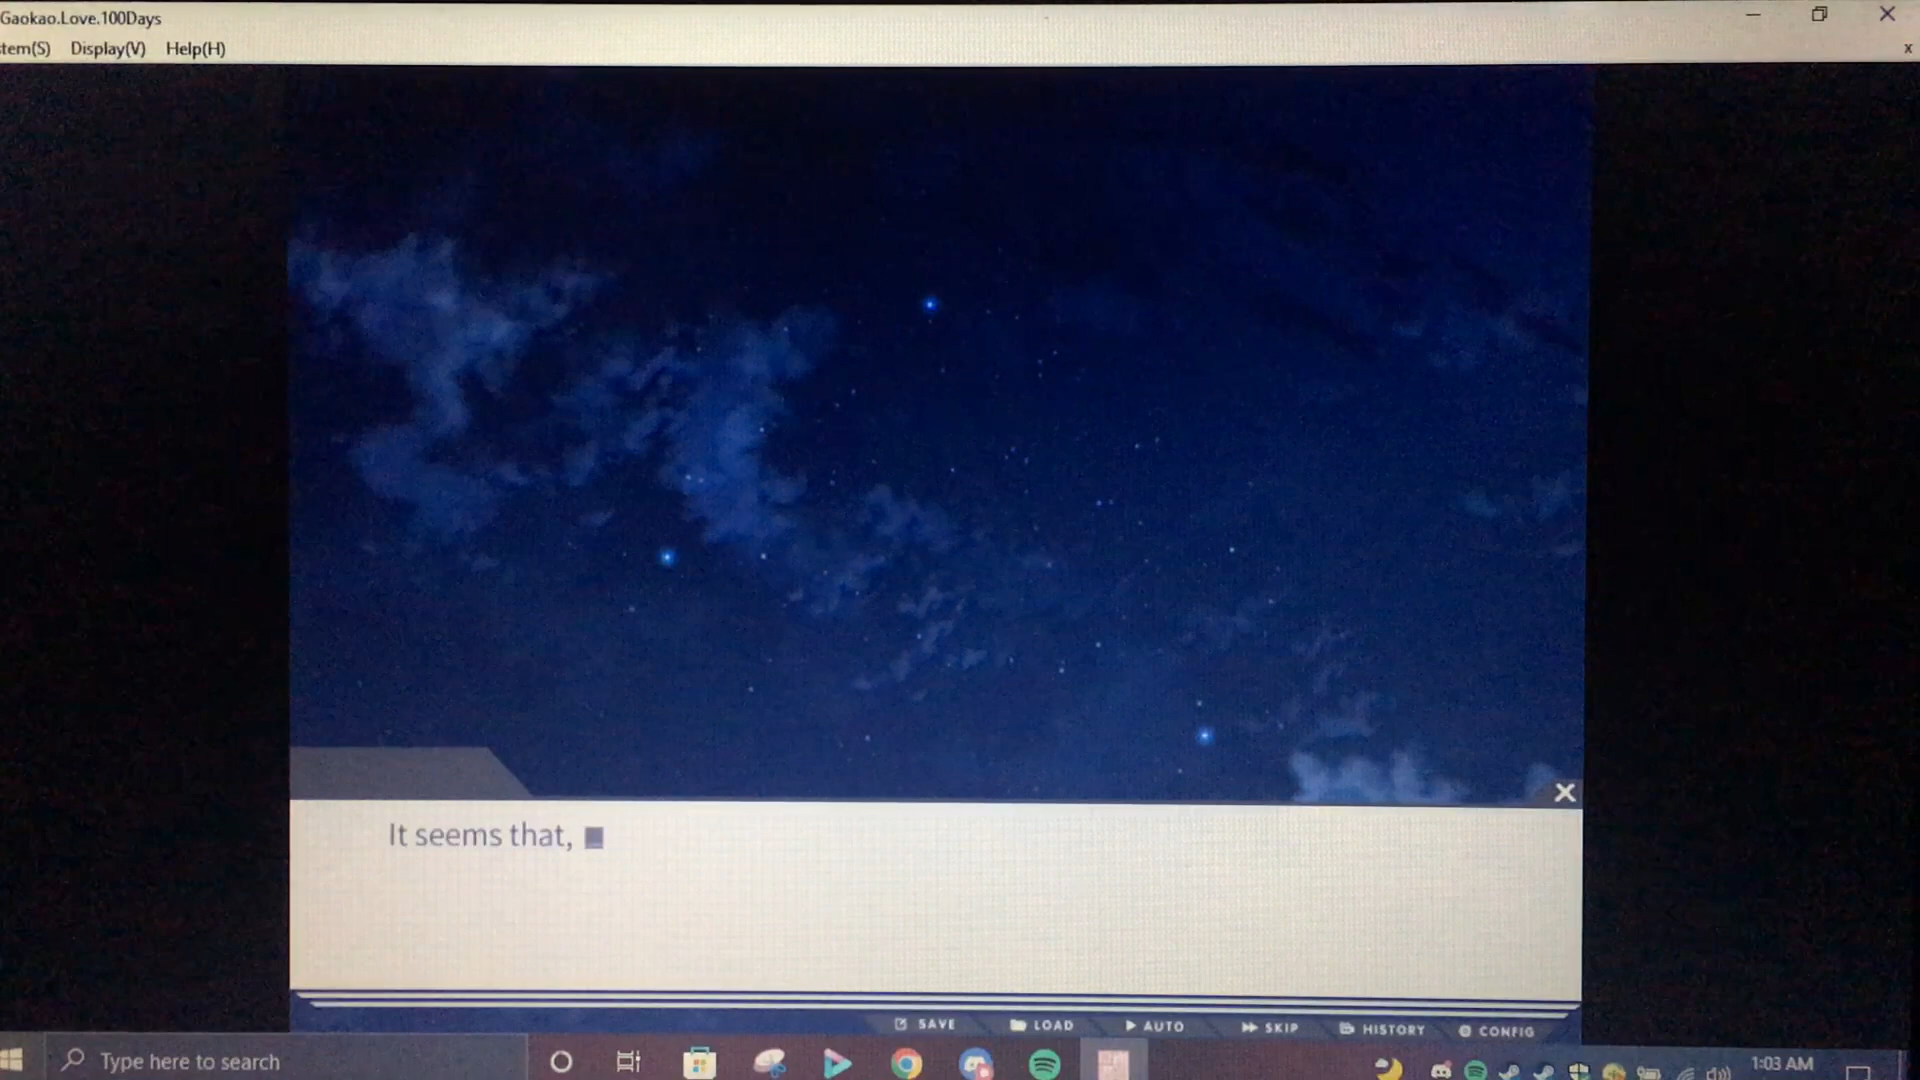 Gaokao.Love.100Days
tem(S) Display(V) Help(H)
It seems that,
SAVE LOAD AUTO SKIP HISTORY CONFIG
Type here to search
1:03 AM